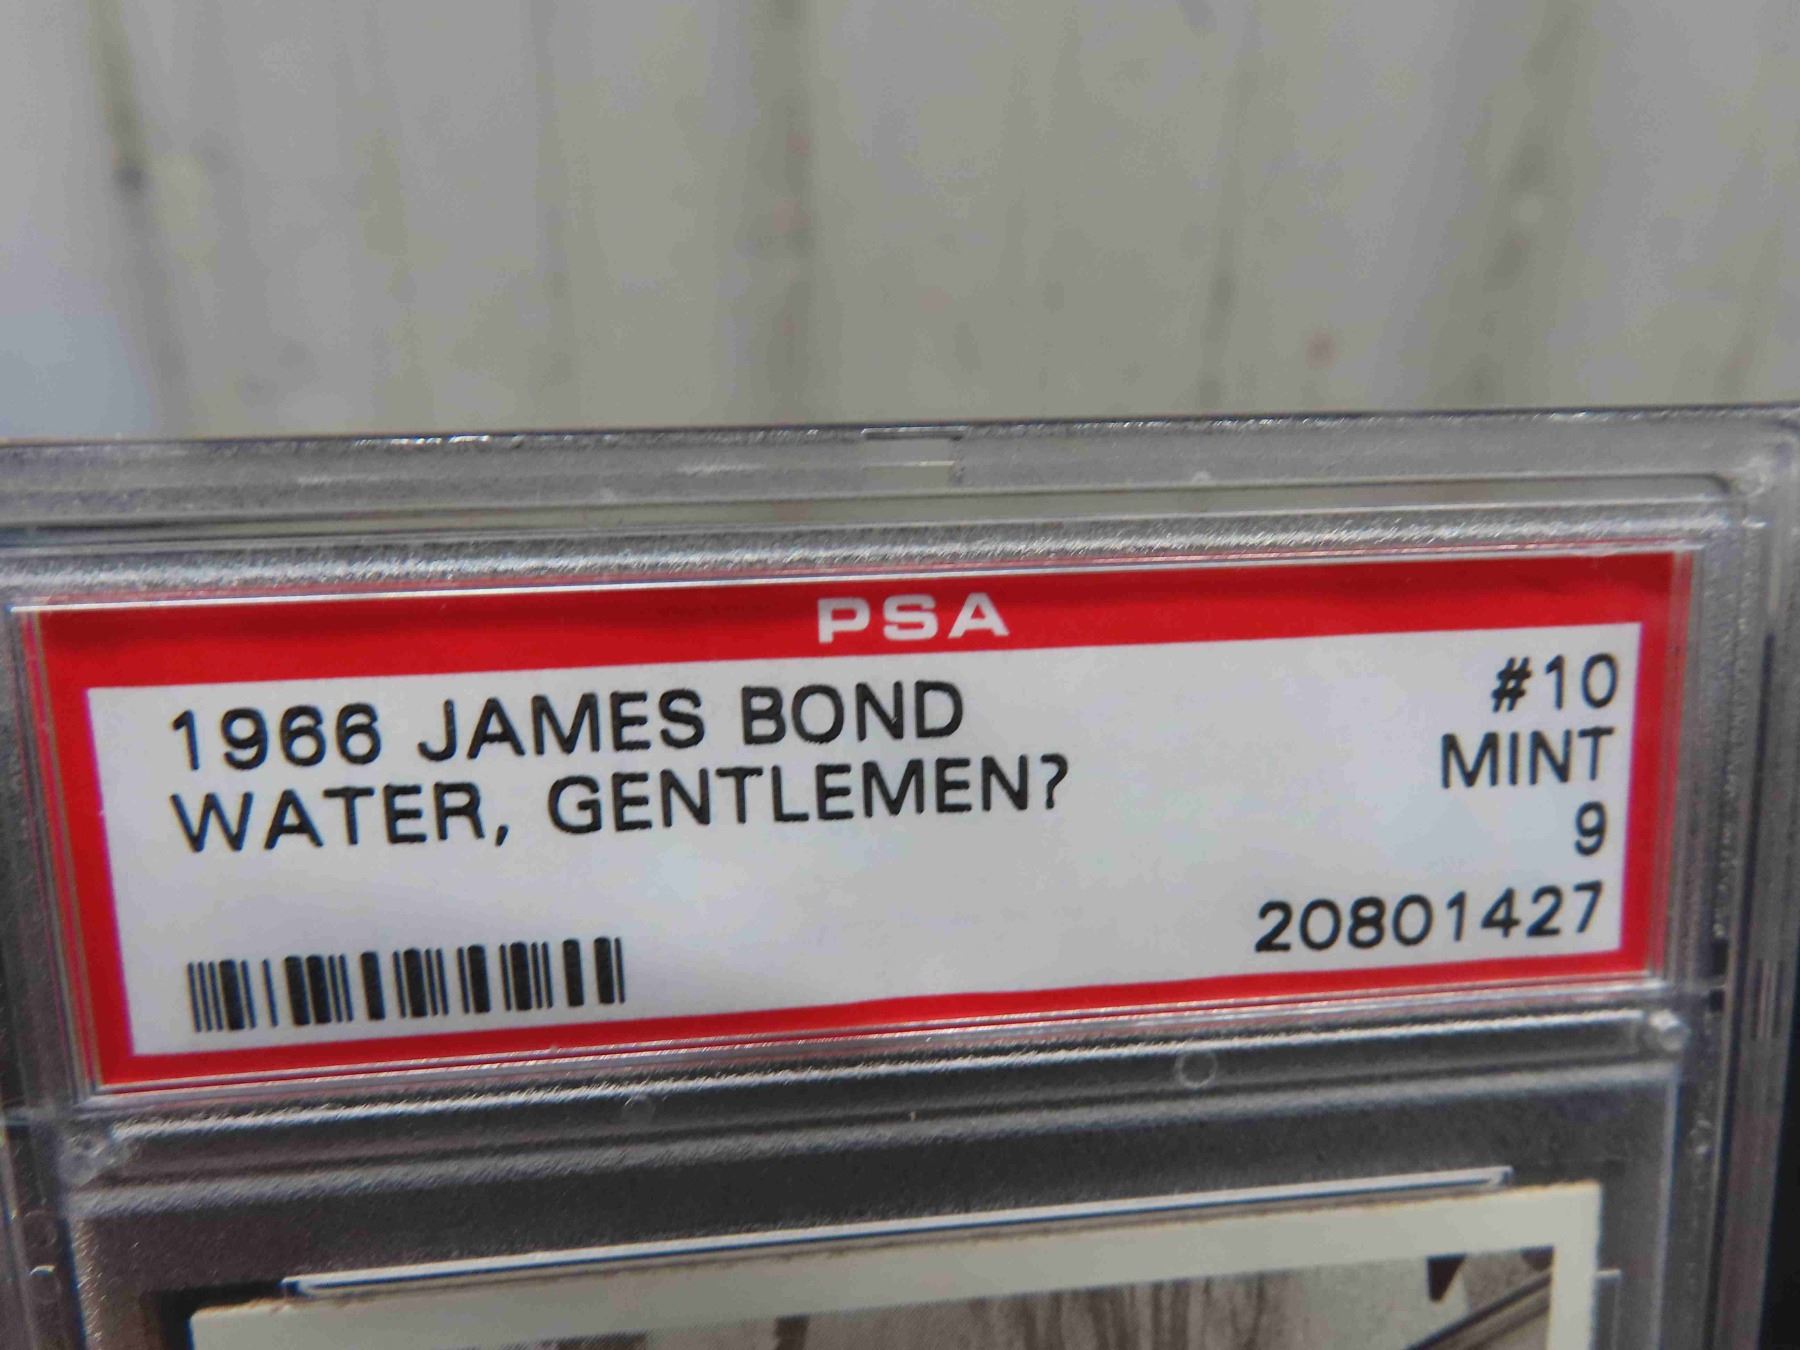 PSA
1966 JAMES BOND #10
WATER, GENTLEMEN? MINT
9
20801427